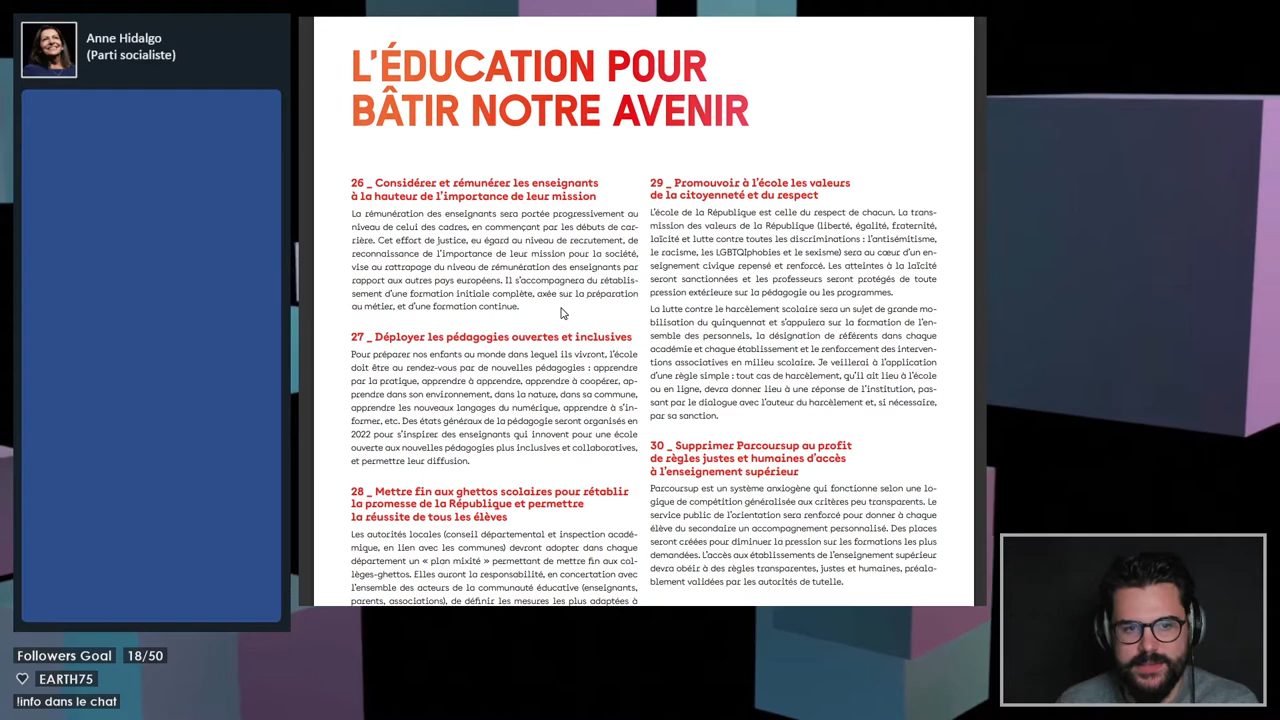 Anne Hidalgo
(Parti socialiste)
L'ÉDUCATION POUR
BÂTIR NOTRE AVENIR
26 _ Considérer et rémunérer les enseignants
à la hauteur de l'importance de leur mission
La rémunération des enseignants sera portée progressivement au
niveau de celui des cadres, en commençant par les débuts de car-
rière. Cet effort de justice, eu égard au niveau de recrutement, de
reconnaissance de l'importance de leur mission pour la société,
vise au rattrapage du niveau de rémunération des enseignants par
rapport aux autres pays européens. Il s'accompagnera du rétablis-
sement d'une formation initiale complète, axée sur la préparation
au métier, et d'une formation continue.
27 _ Déployer les pédagogies ouvertes et inclusives
Pour préparer nos enfants au monde dans lequel ils vivront, l'école
doit être au rendez-vous par de nouvelles pédagogies : apprendre
par la pratique, apprendre à apprendre, apprendre à coopérer, ap-
prendre dans son environnement, dans la nature, dans sa commune,
apprendre les nouveaux langages du numérique, apprendre à s'in-
former, etc. Des états généraux de la pédagogie seront organisés en
2022 pour s'inspirer des enseignants qui innovent pour une école
ouverte aux nouvelles pédagogies plus inclusives et collaboratives,
et permettre leur diffusion.
28 _ Mettre fin aux ghettos scolaires pour rétablir
la promesse de la République et permettre
la réussite de tous les élèves
Les autorités locales (conseil départemental et inspection acadé-
mique, en lien avec les communes) devront adopter dans chaque
département un « plan mixité » permettant de mettre fin aux col-
lèges-ghettos. Elles auront la responsabilité, en concertation avec
l'ensemble des acteurs de la communauté éducative (enseignants,
parents, associations), de définir les mesures les plus adaptées à
29 _ Promouvoir à l'école les valeurs
de la citoyenneté et du respect
L'école de la République est celle du respect de chacun. La trans-
mission des valeurs de la République (liberté, égalité, fraternité,
laïcité et lutte contre toutes les discriminations : l'antisémitisme,
le racisme, les LGBTQIphobies et le sexisme) sera au cœur d'un en-
seignement civique repensé et renforcé. Les atteintes à la laïcité
seront sanctionnées et les professeurs seront protégés de toute
pression extérieure sur la pédagogie ou les programmes.
La lutte contre le harcèlement scolaire sera un sujet de grande mo-
bilisation du quinquennat et s'appuiera sur la formation de l'en-
semble des personnels, la désignation de référents dans chaque
académie et chaque établissement et le renforcement des interven-
tions associatives en milieu scolaire. Je veillerai à l'application
d'une règle simple : tout cas de harcèlement, qu'il ait lieu à l'école
ou en ligne, devra donner lieu à une réponse de l'institution, pas-
sant par le dialogue avec l'auteur du harcèlement et, si nécessaire,
par sa sanction.
30 _ Supprimer Parcoursup au profit
de règles justes et humaines d'accès
à l'enseignement supérieur
Parcoursup est un système anxiogène qui fonctionne selon une lo-
gique de compétition généralisée aux critères peu transparents. Le
service public de l'orientation sera renforcé pour donner à chaque
élève du secondaire un accompagnement personnalisé. Des places
seront créées pour diminuer la pression sur les formations les plus
demandées. L'accès aux établissements de l'enseignement supérieur
devra obéir à des règles transparentes, justes et humaines, préala-
blement validées par les autorités de tutelle.
Followers Goal 18/50
EARTH75
!info dans le chat